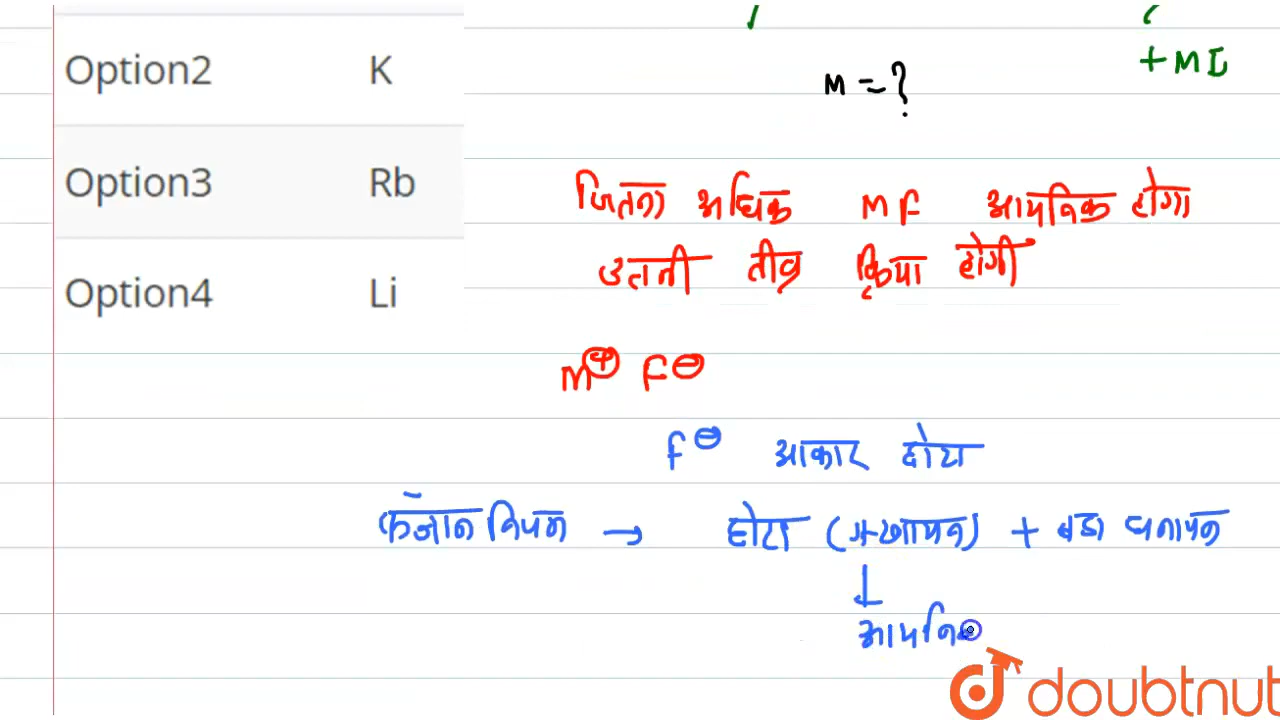 + M I
Option2 K
M = ?
Option3 Rb
जितना अधिक MF आयनिक होगा
उतनी तीव्र क्रिया होगी
Option4 Li
M⊕ F⊖
F⊖ आकार छोटा
फजान नियम → छोटा (ऋणायन) + बडा धनायन
↓
आयनि
doubtnut